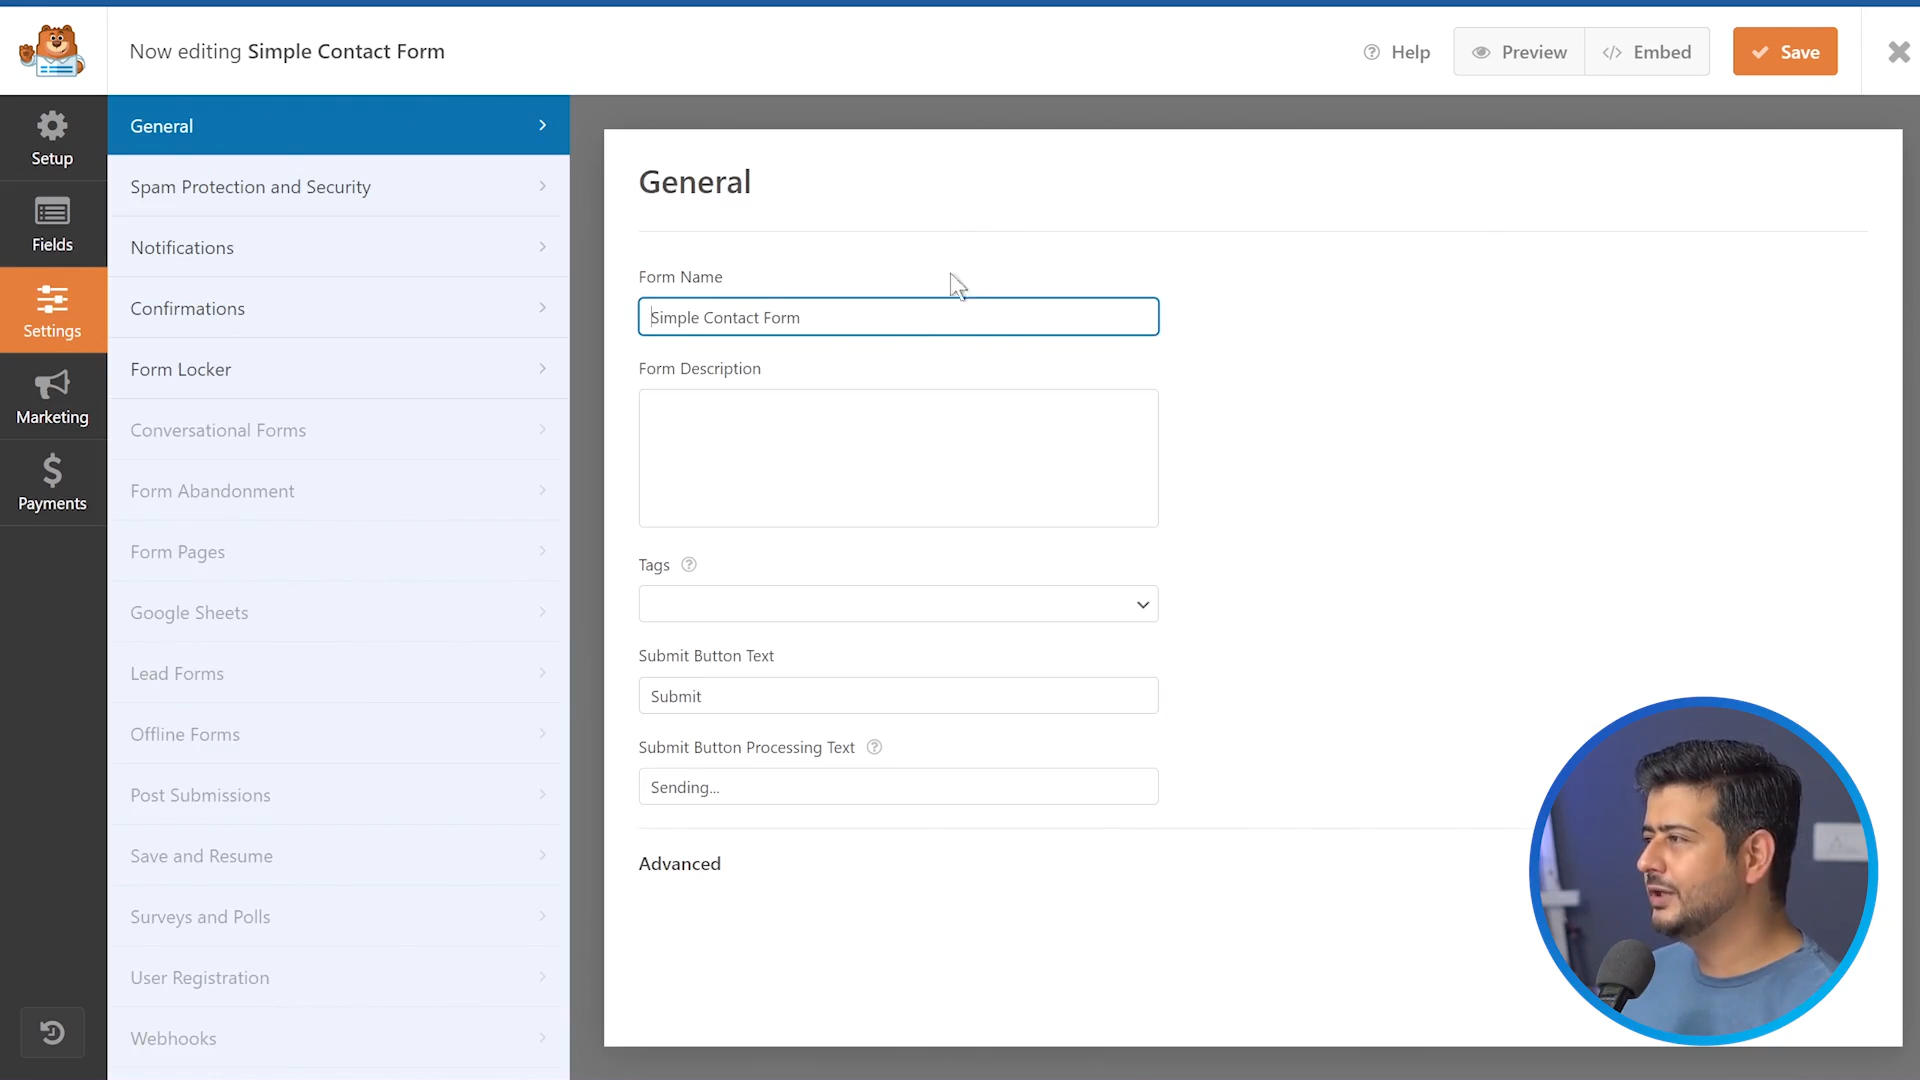 Now editing Simple Contact Form
Help
Preview
Embed
Save
Setup
Fields
Settings
Marketing
Payments
General
Spam Protection and Security
Notifications
Confirmations
Form Locker
Conversational Forms
Form Abandonment
Form Pages
Google Sheets
Lead Forms
Offline Forms
Post Submissions
Save and Resume
Surveys and Polls
User Registration
Webhooks
General
Form Name
Simple Contact Form
Form Description
Tags
Submit Button Text
Submit
Submit Button Processing Text
Sending...
Advanced